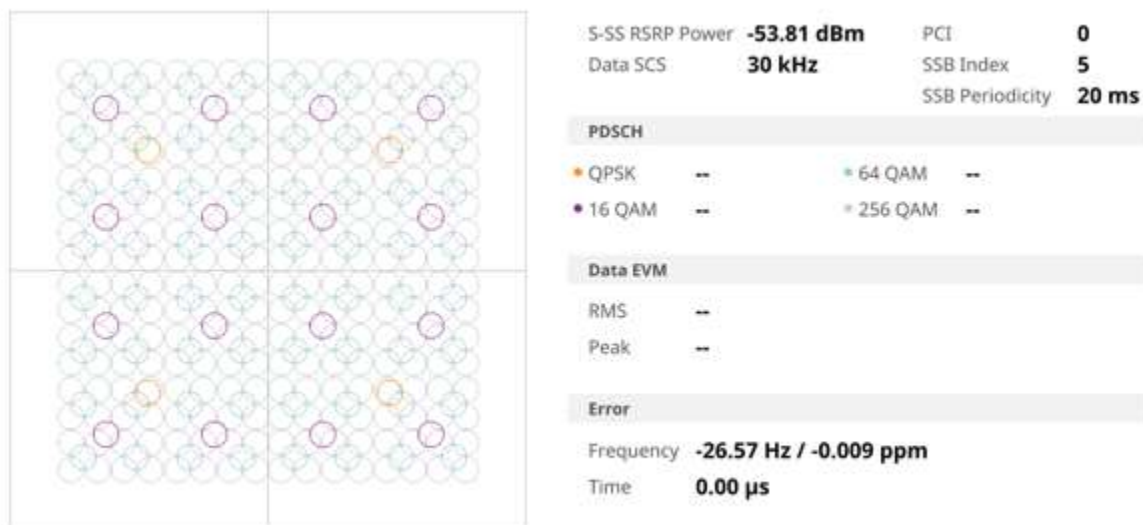 S-SS RSRP Power -53.81 dBm PCI 0
Data SCS 30 kHz SSB Index 5
SSB Periodicity 20 ms
PDSCH
QPSK -- 64 QAM --
16 QAM -- 256 QAM --
Data EVM
RMS --
Peak --
Error
Frequency -26.57 Hz / -0.009 ppm
Time 0.00 µs